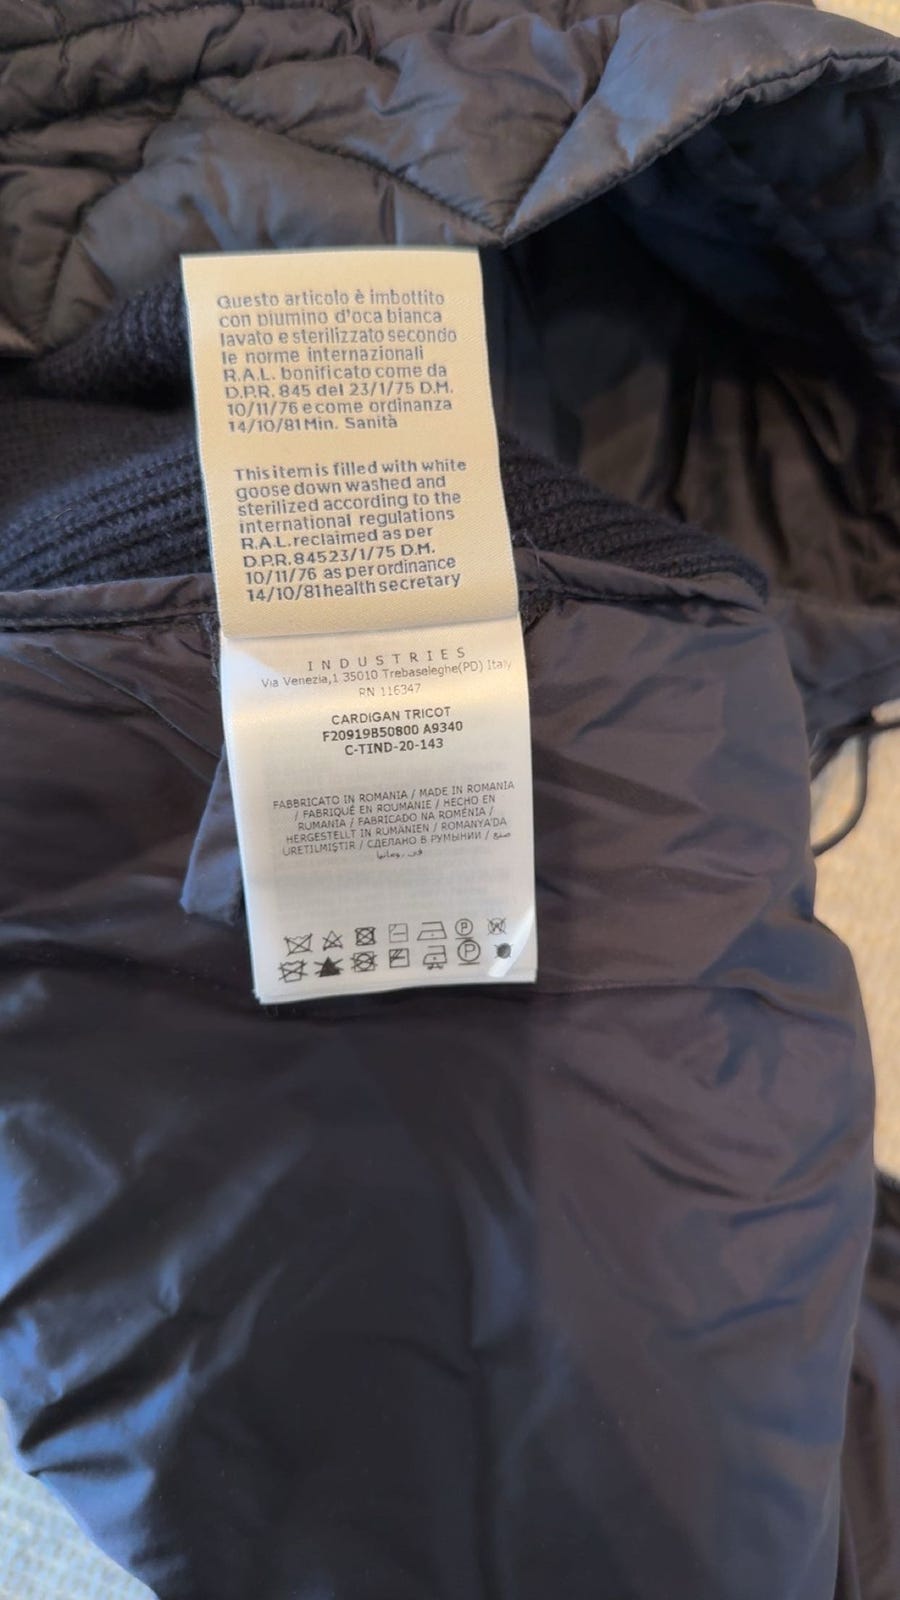 Questo articolo è imbottito
con piumino d'oca bianca
lavato e sterilizzato secondo
le norme internazionali
R.A.L. bonificato come da
D.P.R. 845 del 23/1/75 D.M.
10/11/76 e come ordinanza
14/10/81 Min. Sanità
This item is filled with white
goose down washed and
sterilized according to the
international regulations
R.A.L. reclaimed as per
D.P.R. 845 23/1/75 D.M.
10/11/76 as per ordinance
14/10/81 health secretary
INDUSTRIES
Via Venezia,1 35010 Trebaseleghe(PD) Italy
RN 116347
CARDIGAN TRICOT
F20919B50800 A9340
C-TIND-20-143
FABBRICATO IN ROMANIA / MADE IN ROMANIA
/ FABRIQUÉ EN ROUMANIE / HECHO EN
RUMANIA / FABRICADO NA ROMÉNIA /
HERGESTELLT IN RUMÄNIEN / ROMANYA'DA
ÜRETILMIŞTIR / СДЕЛАНО В РУМЫНИИ / صنع
في رومانيا
P
W
P